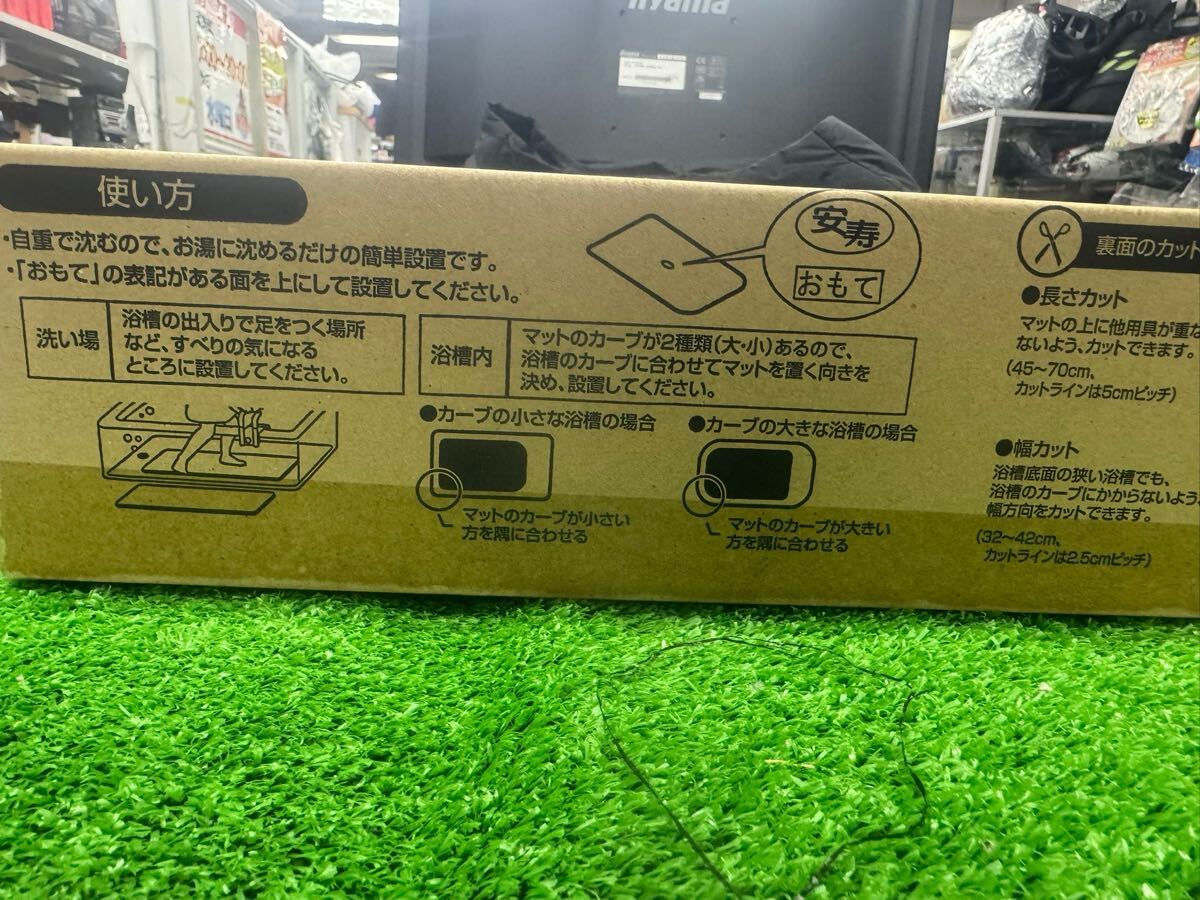 iiyama
使い方
・自重で沈むので、お湯に沈めるだけの簡単設置です。
・「おもて」の表記がある面を上にして設置してください。
安寿
おもて
洗い場
浴槽の出入りで足をつく場所
など、すべりの気になる
ところに設置してください。
浴槽内
マットのカーブが2種類(大・小)あるので、
浴槽のカーブに合わせてマットを置く向きを
決め、設置してください。
●カーブの小さな浴槽の場合
マットのカーブが小さい
方を隅に合わせる
●カーブの大きな浴槽の場合
マットのカーブが大きい
方を隅に合わせる
裏面のカット
●長さカット
マットの上に他用具が重な
ないよう、カットできます。
(45〜70cm、
カットラインは5cmピッチ)
●幅カット
浴槽底面の狭い浴槽でも、
浴槽のカーブにかからないよう、
幅方向をカットできます。
(32〜42cm、
カットラインは2.5cmピッチ)